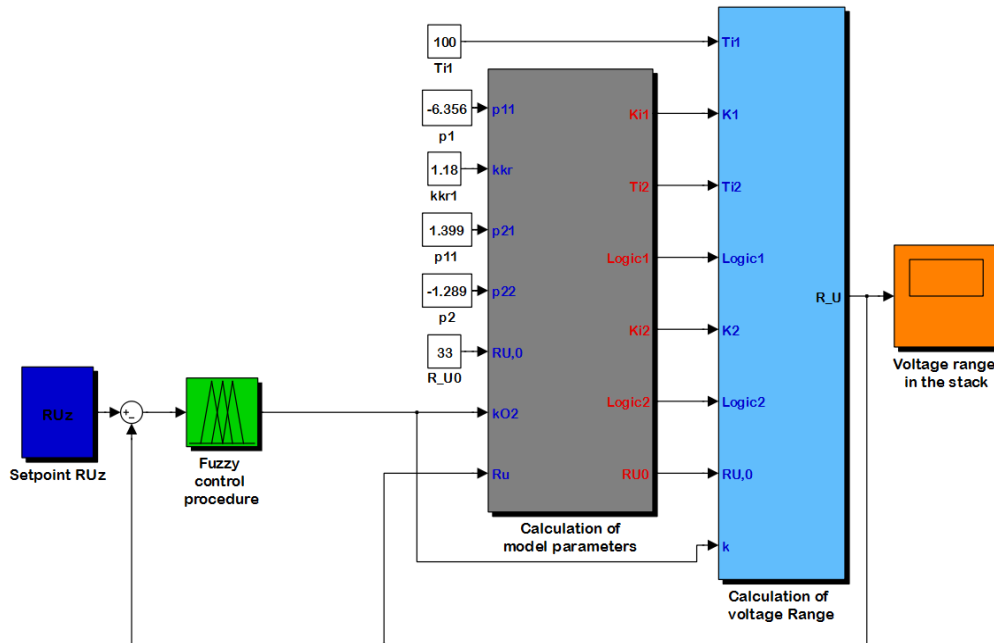 100
Ti1
-6.356
p1
1.18
kkr1
1.399
p11
-1.289
p2
33
R_U0
RUz
Setpoint RUz
+
−
Fuzzy
control
procedure
p11
kkr
p21
p22
RU,0
kO2
Ru
Ki1
Ti2
Logic1
Ki2
Logic2
RU0
Calculation of
model parameters
Ti1
K1
Ti2
Logic1
K2
Logic2
RU,0
k
R_U
Calculation of
voltage Range
Voltage range
in the stack